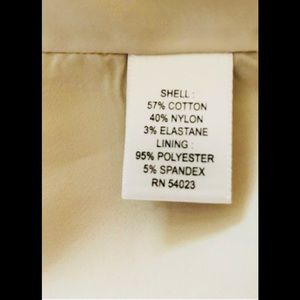 SHELL :
57% COTTON
40% NYLON
3% ELASTANE
LINING :
95% POLYESTER
5% SPANDEX
RN 54023